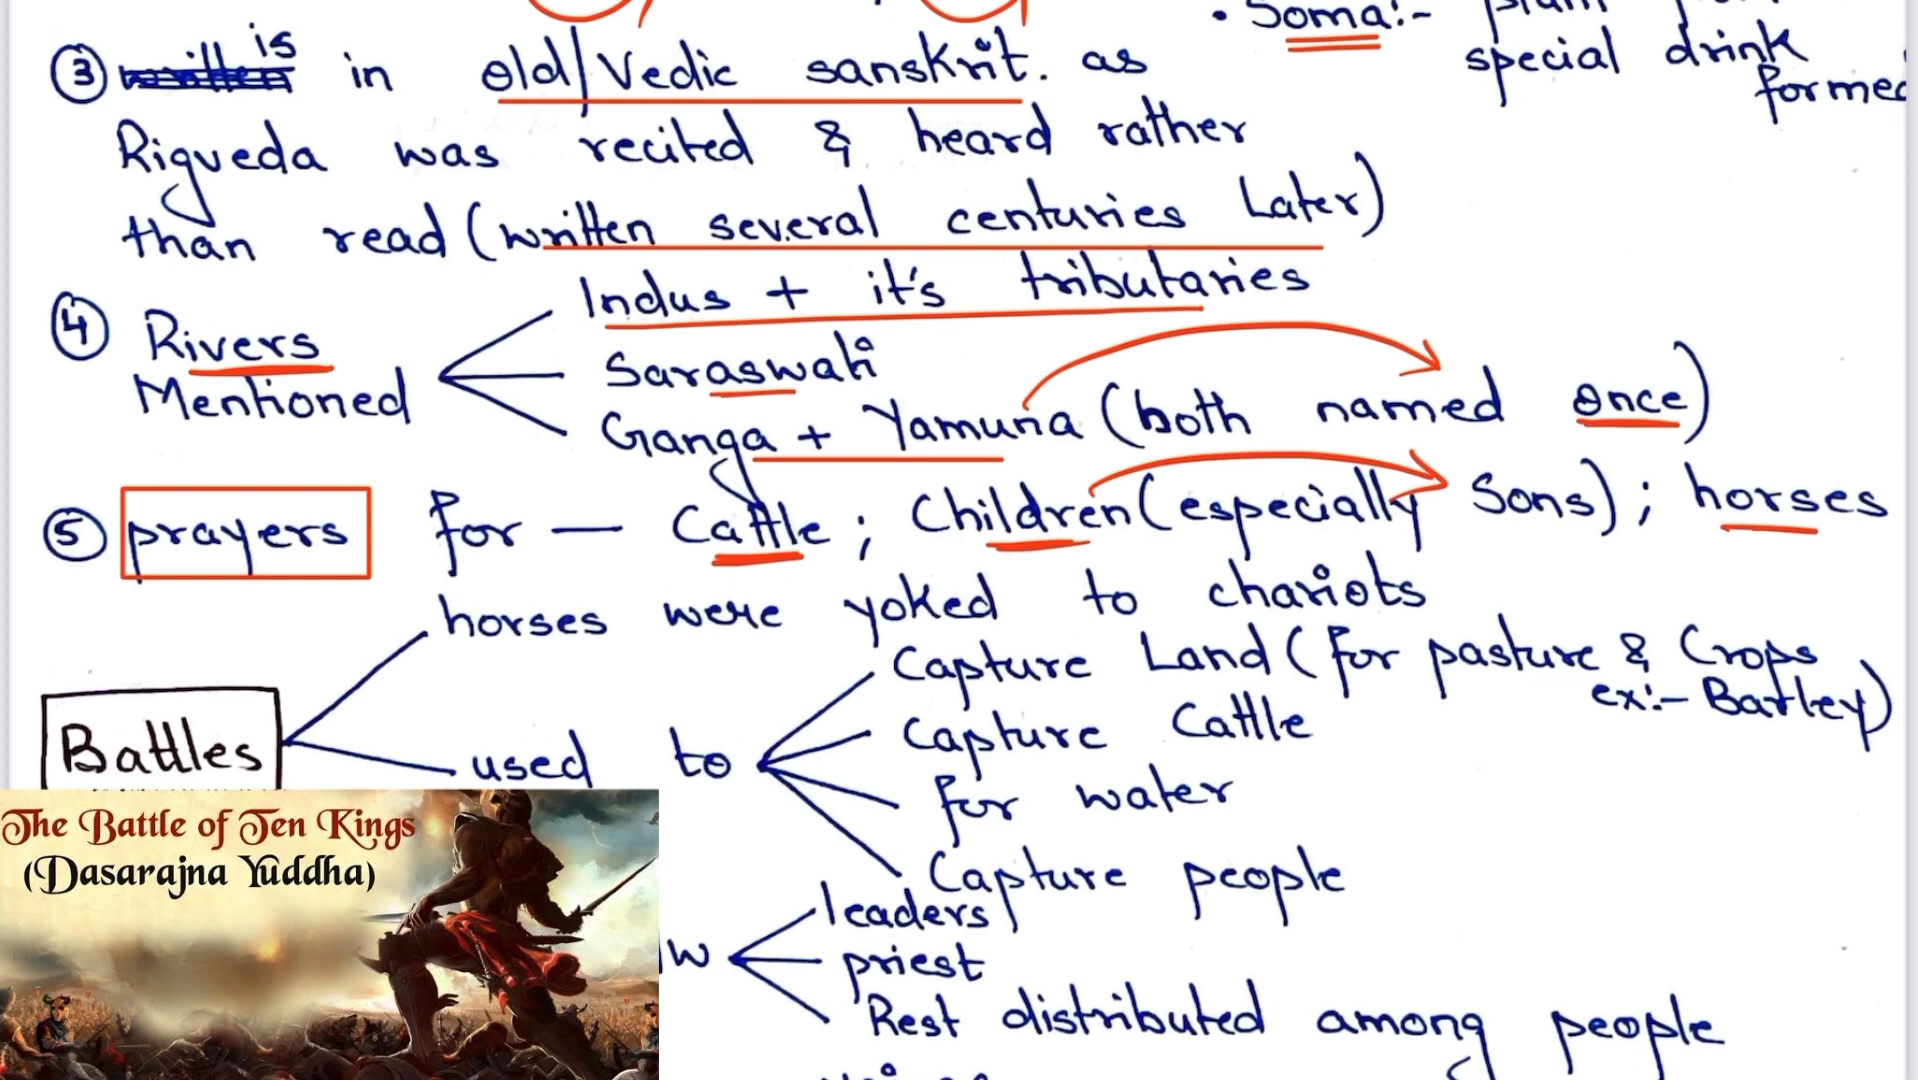 • Soma:-
③ written is in old/Vedic sanskrit. as
special drink
formed
Rigveda was recited & heard rather
than read (written several centuries Later)
④ Rivers Mentioned
Indus + it's tributaries
Saraswati
Ganga + Yamuna (both named once)
⑤ prayers for — Cattle ; Children (especially Sons) ; horses
Battles
horses were yoked to chariots
used to
Capture Land (for pasture & Crops
ex:- Barley)
Capture Cattle
for water
Capture people
leaders
priest
Rest distributed among people
The Battle of Ten Kings
(Dasarajna Yuddha)